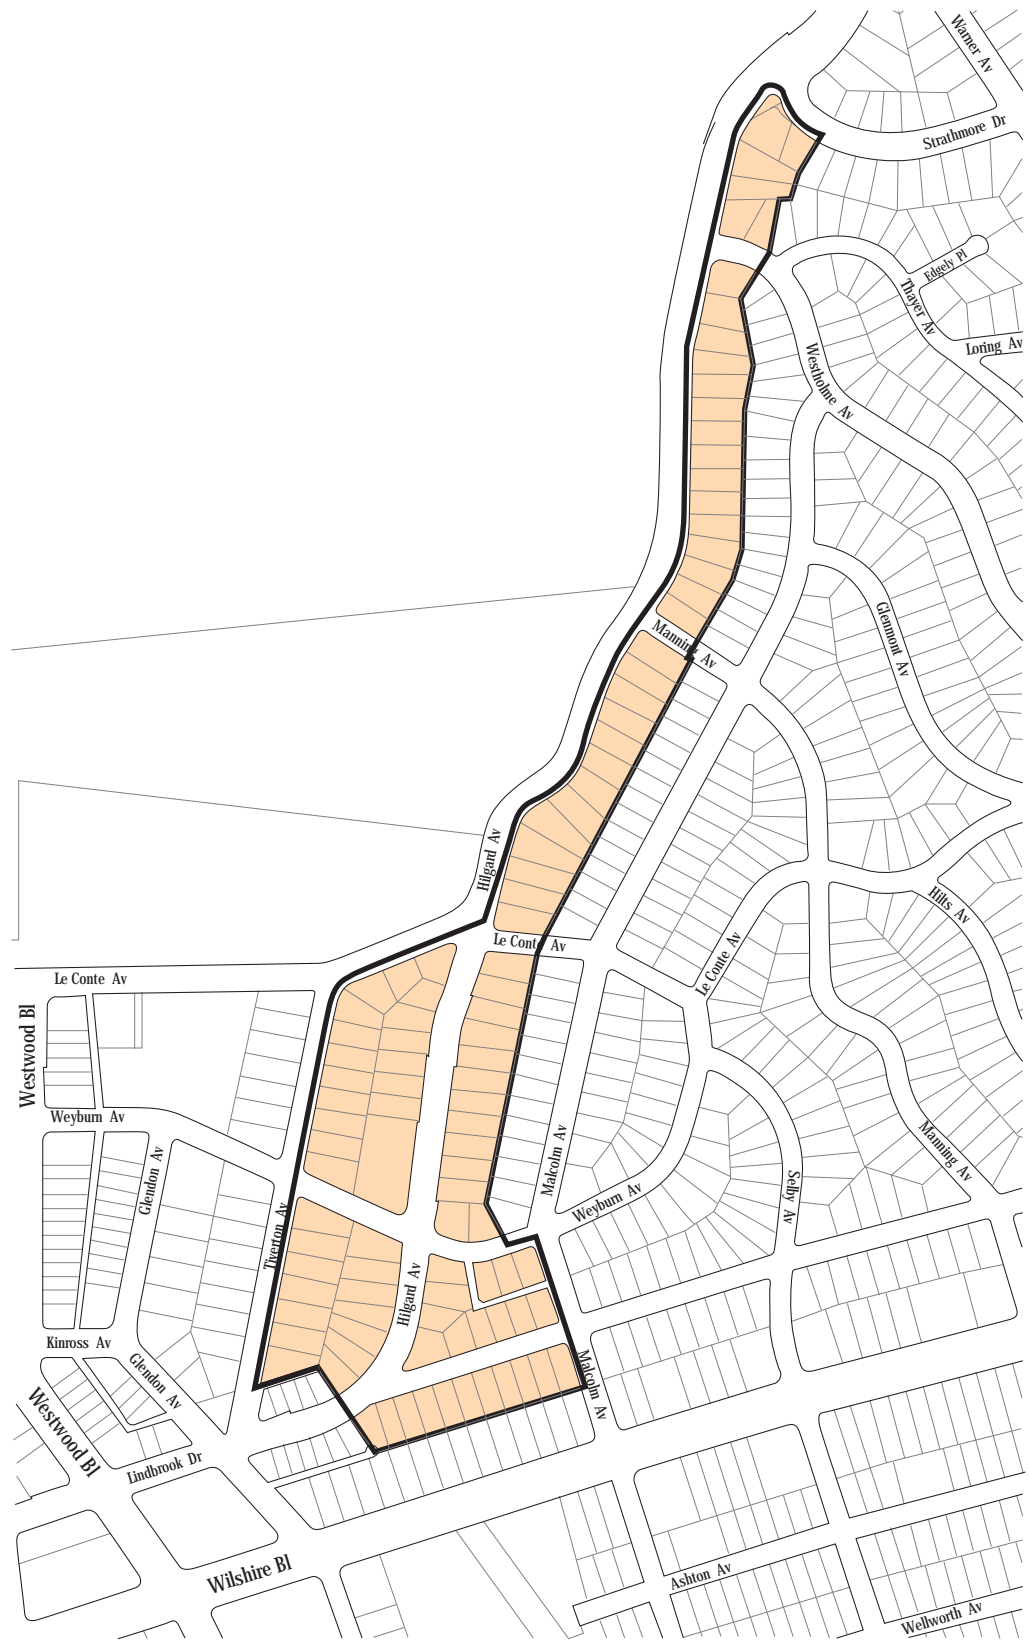 Warner Av
Strathmore Dr
Edgely Pl
Thayer Av
Loring Av
Westholme Av
Glenmont Av
Manning Av
Hilgard Av
Hilts Av
Le Conte Av
Le Conte Av
Le Conte Av
Westwood Bl
Weyburn Av
Glendon Av
Malcolm Av
Manning Av
Selby Av
Weyburn Av
Tiverton Av
Hilgard Av
Kinross Av
Glendon Av
Malcolm Av
Westwood Bl
Lindbrook Dr
Wilshire Bl
Ashton Av
Wellworth Av